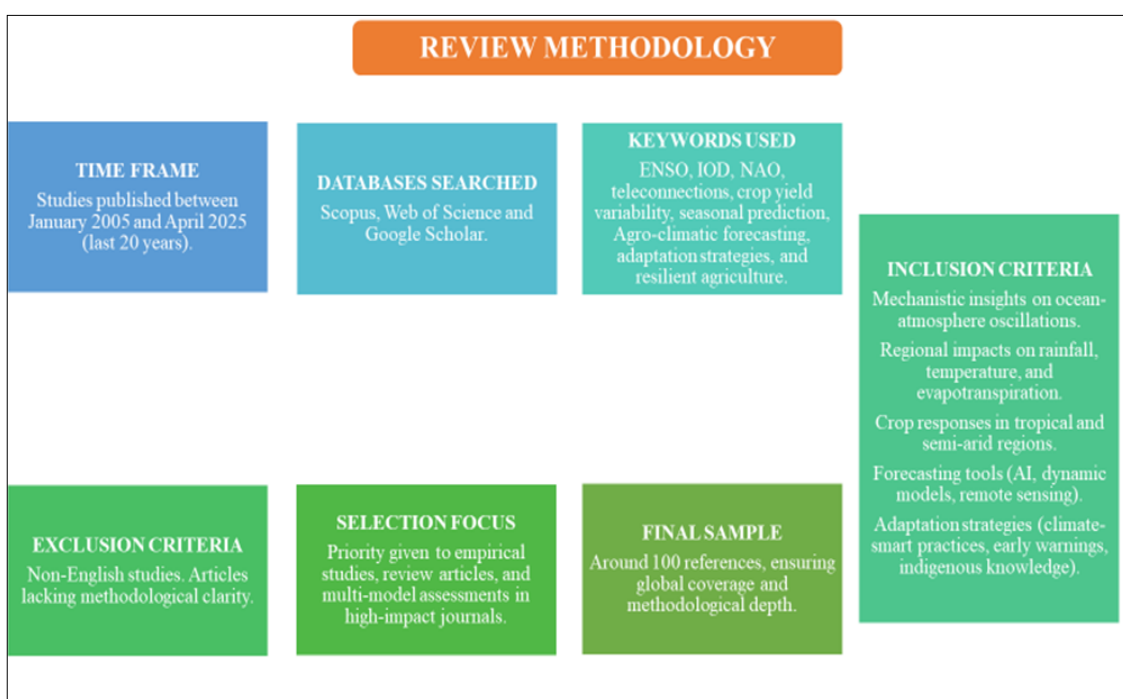 REVIEW METHODOLOGY
TIME FRAME
Studies published between
January 2005 and April 2025
(last 20 years).
DATABASES SEARCHED
Scopus, Web of Science and
Google Scholar.
KEYWORDS USED
ENSO, IOD, NAO,
teleconnections, crop yield
variability, seasonal prediction,
Agro-climatic forecasting,
adaptation strategies, and
resilient agriculture.
INCLUSION CRITERIA
Mechanistic insights on ocean-
atmosphere oscillations.
Regional impacts on rainfall,
temperature, and
evapotranspiration.
Crop responses in tropical and
semi-arid regions.
Forecasting tools (AI, dynamic
models, remote sensing).
Adaptation strategies (climate-
smart practices, early warnings,
indigenous knowledge).
EXCLUSION CRITERIA
Non-English studies. Articles
lacking methodological clarity.
SELECTION FOCUS
Priority given to empirical
studies, review articles, and
multi-model assessments in
high-impact journals.
FINAL SAMPLE
Around 100 references, ensuring
global coverage and
methodological depth.